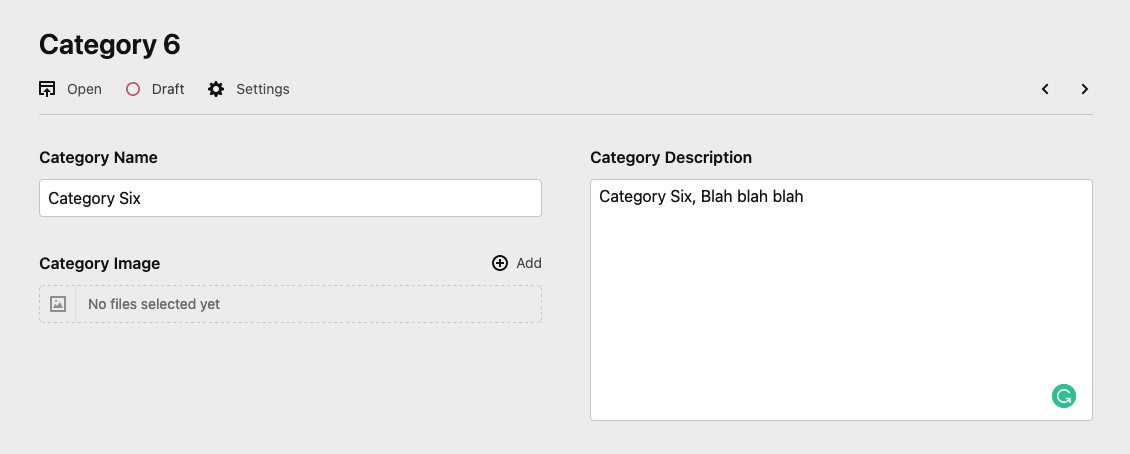 Category 6
Open Draft Settings
Category Name
Category Six
Category Image Add
No files selected yet
Category Description
Category Six, Blah blah blah